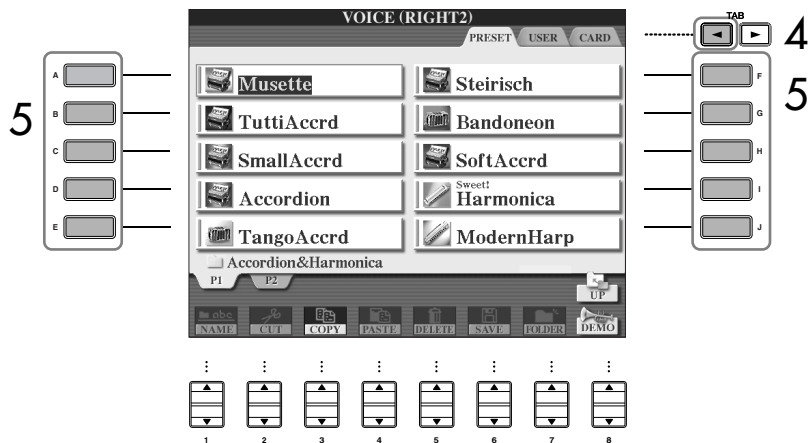 VOICE (RIGHT2)
PRESET USER CARD
TAB
4
5
A
B
C
D
E
Musette
TuttiAccrd
SmallAccrd
Accordion
TangoAccrd
Steirisch
Bandoneon
SoftAccrd
Sweet!
Harmonica
ModernHarp
F
G
H
I
J
5
Accordion&Harmonica
P1 P2
UP
abc
NAME CUT COPY PASTE DELETE SAVE FOLDER DEMO
1 2 3 4 5 6 7 8